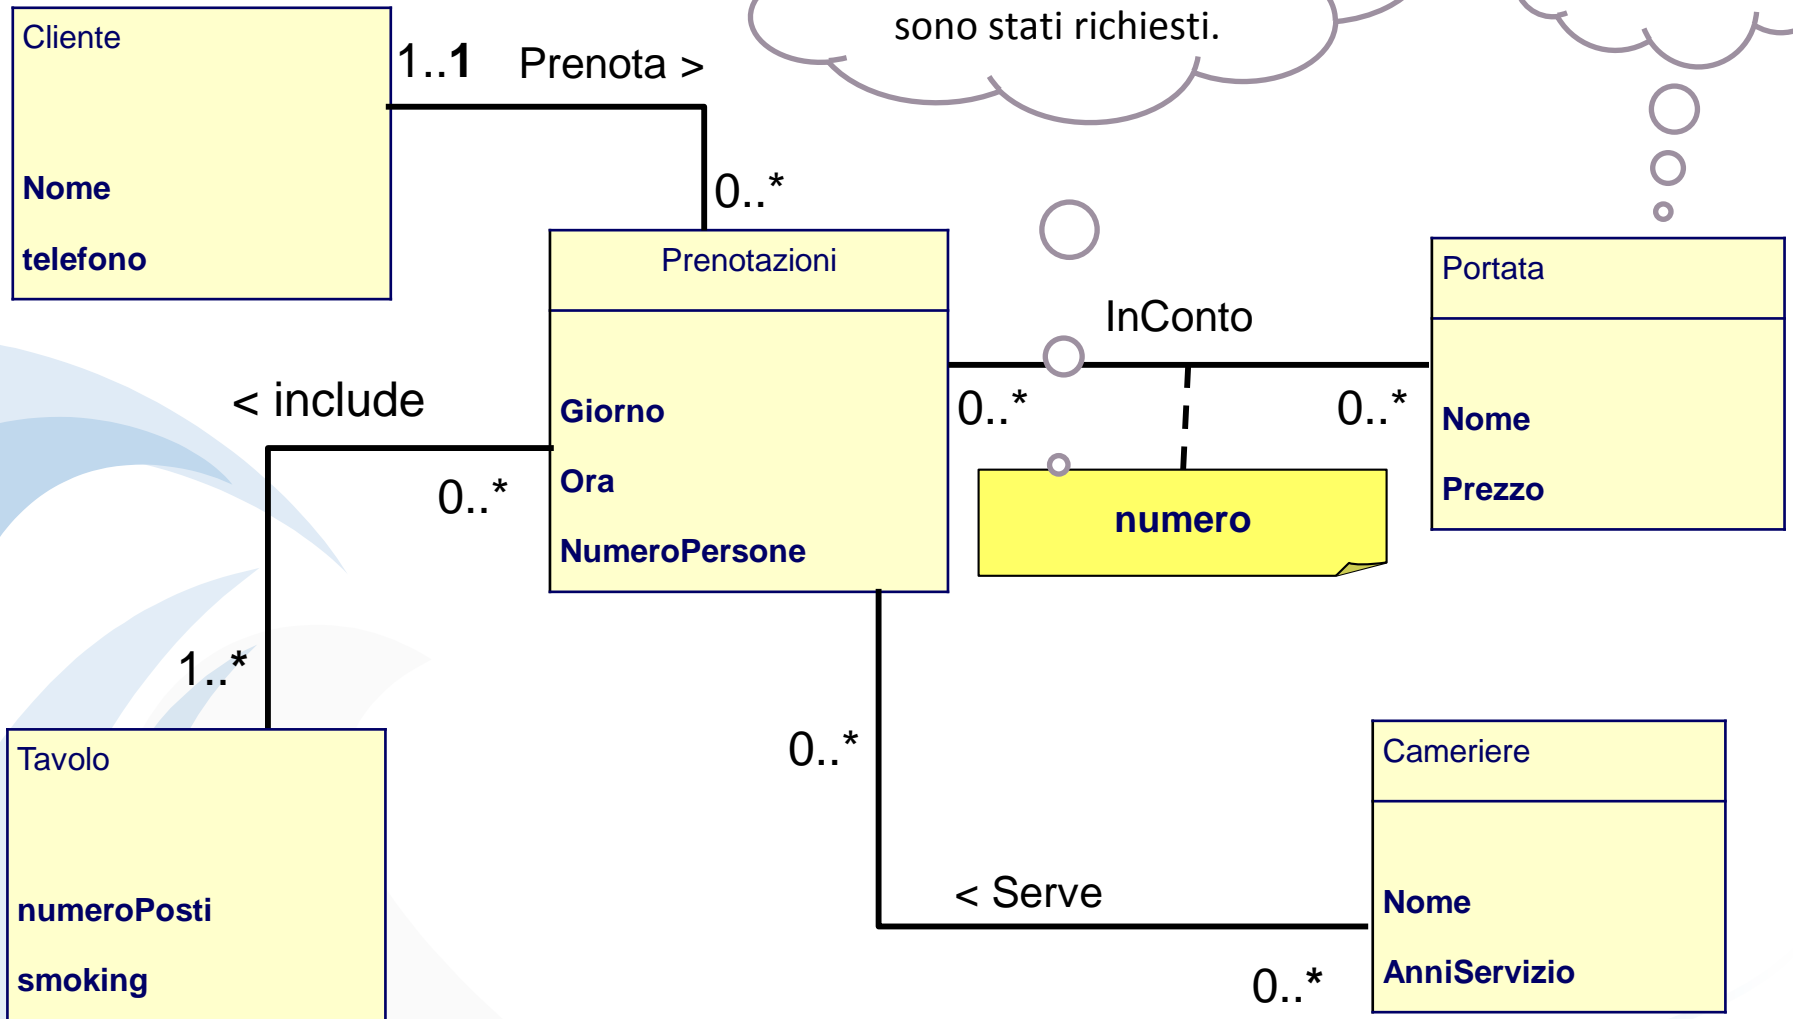 sono stati richiesti.
Cliente
Nome
telefono
1..1
Prenota >
0..*
Prenotazioni
Giorno
Ora
NumeroPersone
InConto
0..*
0..*
numero
Portata
Nome
Prezzo
< include
0..*
1..*
Tavolo
numeroPosti
smoking
0..*
< Serve
0..*
Cameriere
Nome
AnniServizio